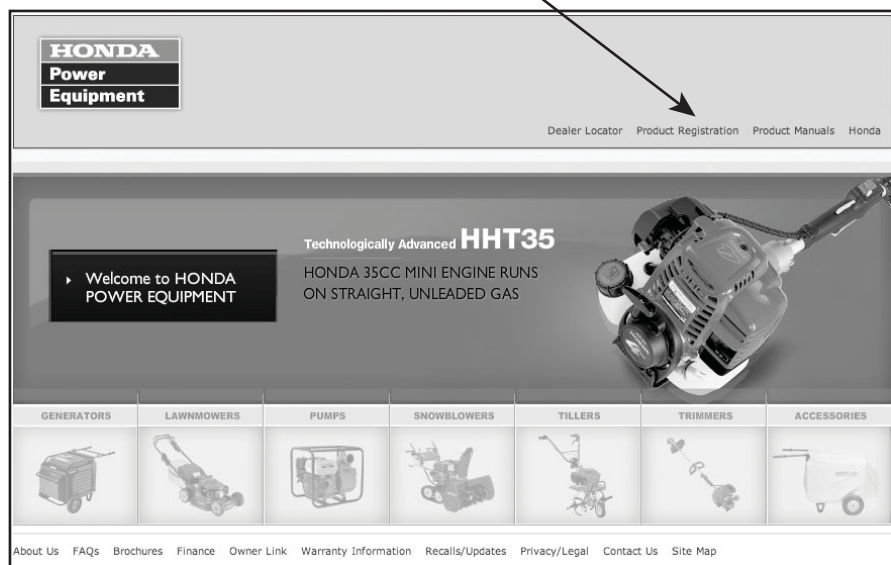 HONDA
Power
Equipment
Dealer Locator Product Registration Product Manuals Honda
Technologically Advanced HHT35
HONDA 35CC MINI ENGINE RUNS
ON STRAIGHT, UNLEADED GAS
Welcome to HONDA
POWER EQUIPMENT
GENERATORS LAWNMOWERS PUMPS SNOWBLOWERS TILLERS TRIMMERS ACCESSORIES
About Us FAQs Brochures Finance Owner Link Warranty Information Recalls/Updates Privacy/Legal Contact Us Site Map